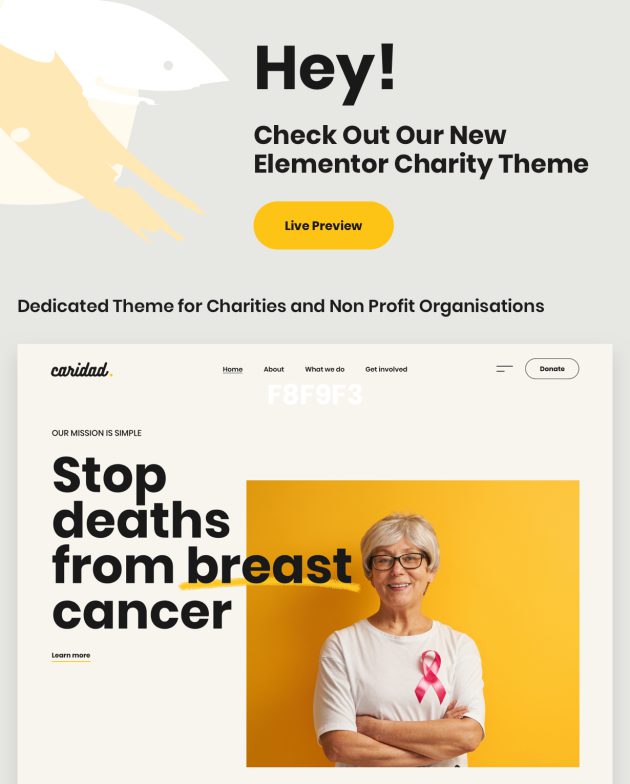 Hey!
Check Out Our New
Elementor Charity Theme
Live Preview
Dedicated Theme for Charities and Non Profit Organisations
caridad.
Home About What we do Get involved Donate
F8F9F3
OUR MISSION IS SIMPLE
Stop
deaths
from breast
cancer
Learn more